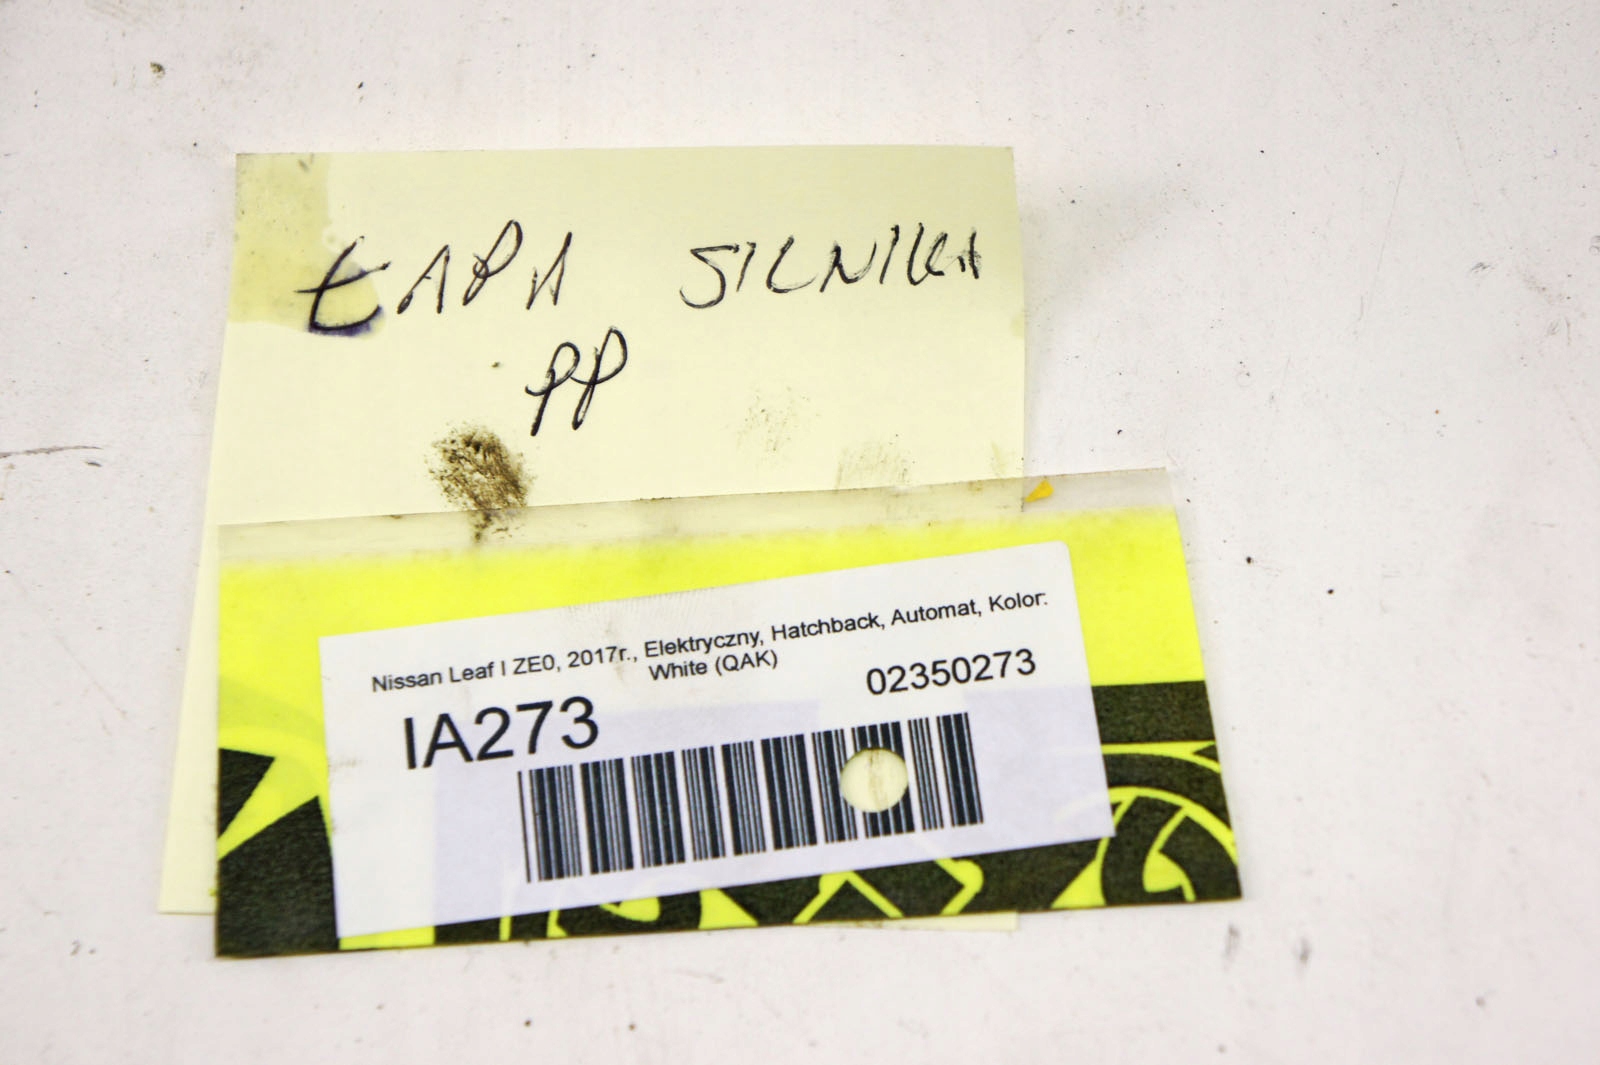 ŁAPA SILNIKA
PP
Nissan Leaf I ZE0, 2017r., Elektryczny, Hatchback, Automat, Kolor:
White (QAK)
02350273
IA273